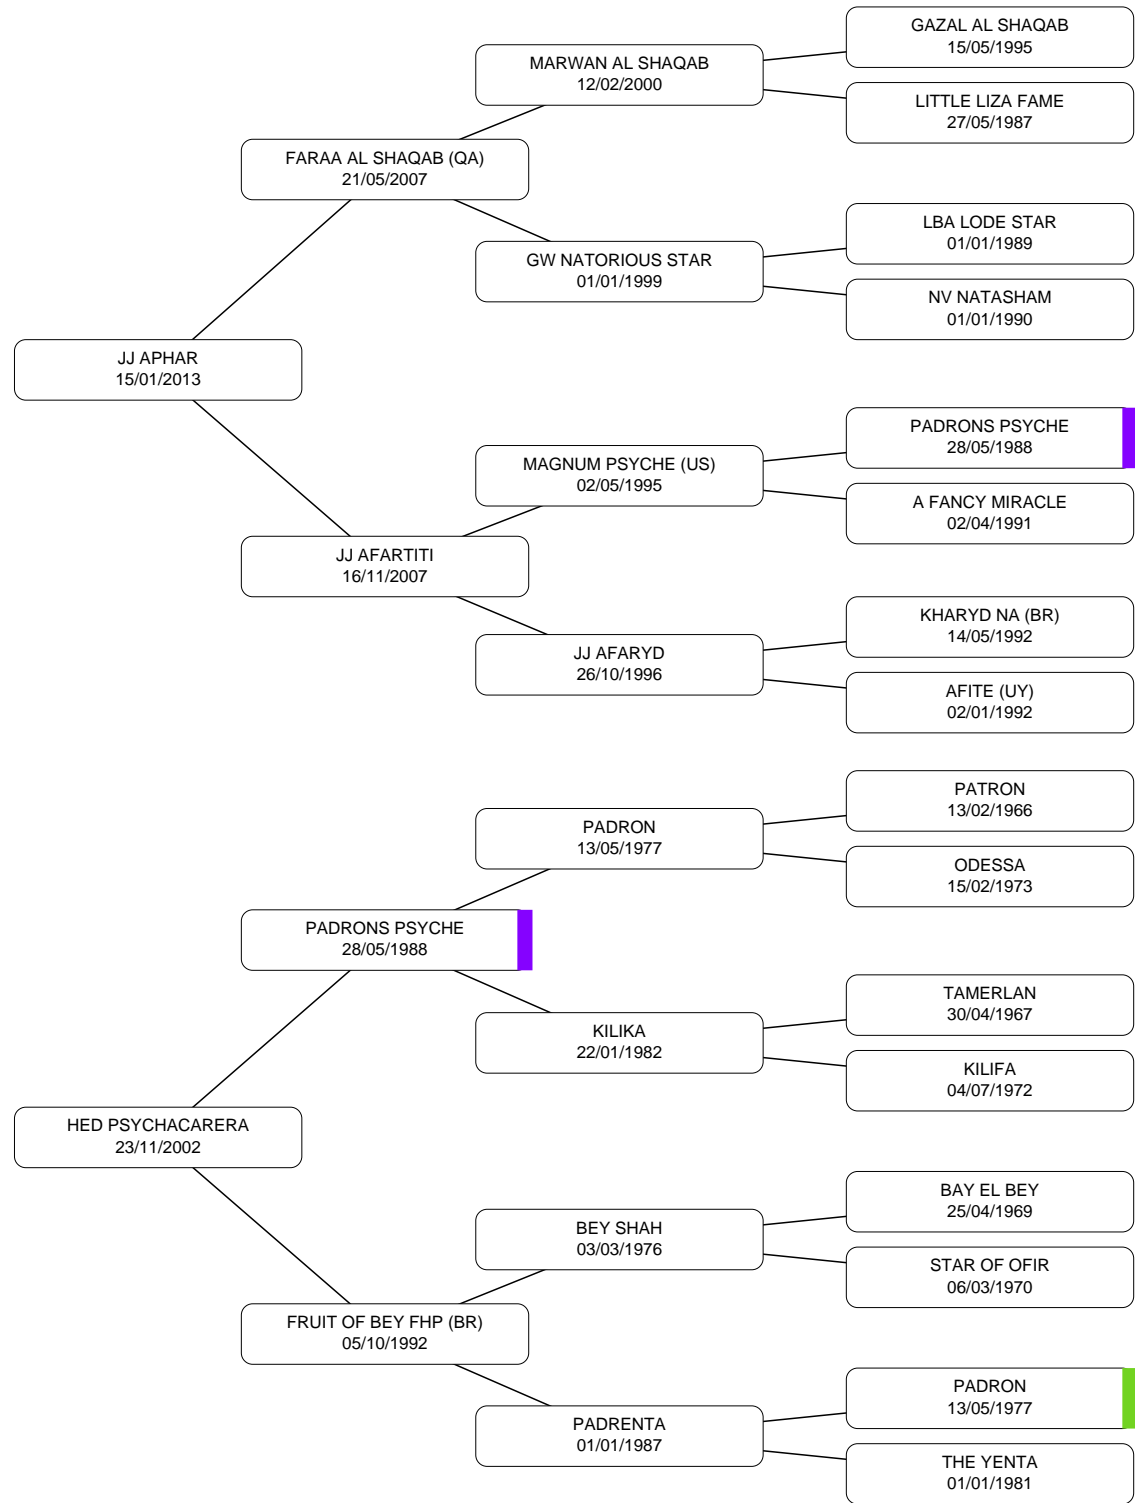 GAZAL AL SHAQAB
15/05/1995
MARWAN AL SHAQAB
12/02/2000
LITTLE LIZA FAME
27/05/1987
FARAA AL SHAQAB (QA)
21/05/2007
LBA LODE STAR
01/01/1989
GW NATORIOUS STAR
01/01/1999
NV NATASHAM
01/01/1990
JJ APHAR
15/01/2013
PADRONS PSYCHE
28/05/1988
MAGNUM PSYCHE (US)
02/05/1995
A FANCY MIRACLE
02/04/1991
JJ AFARTITI
16/11/2007
KHARYD NA (BR)
14/05/1992
JJ AFARYD
26/10/1996
AFITE (UY)
02/01/1992
PATRON
13/02/1966
PADRON
13/05/1977
ODESSA
15/02/1973
PADRONS PSYCHE
28/05/1988
TAMERLAN
30/04/1967
KILIKA
22/01/1982
KILIFA
04/07/1972
HED PSYCHACARERA
23/11/2002
BAY EL BEY
25/04/1969
BEY SHAH
03/03/1976
STAR OF OFIR
06/03/1970
FRUIT OF BEY FHP (BR)
05/10/1992
PADRON
13/05/1977
PADRENTA
01/01/1987
THE YENTA
01/01/1981